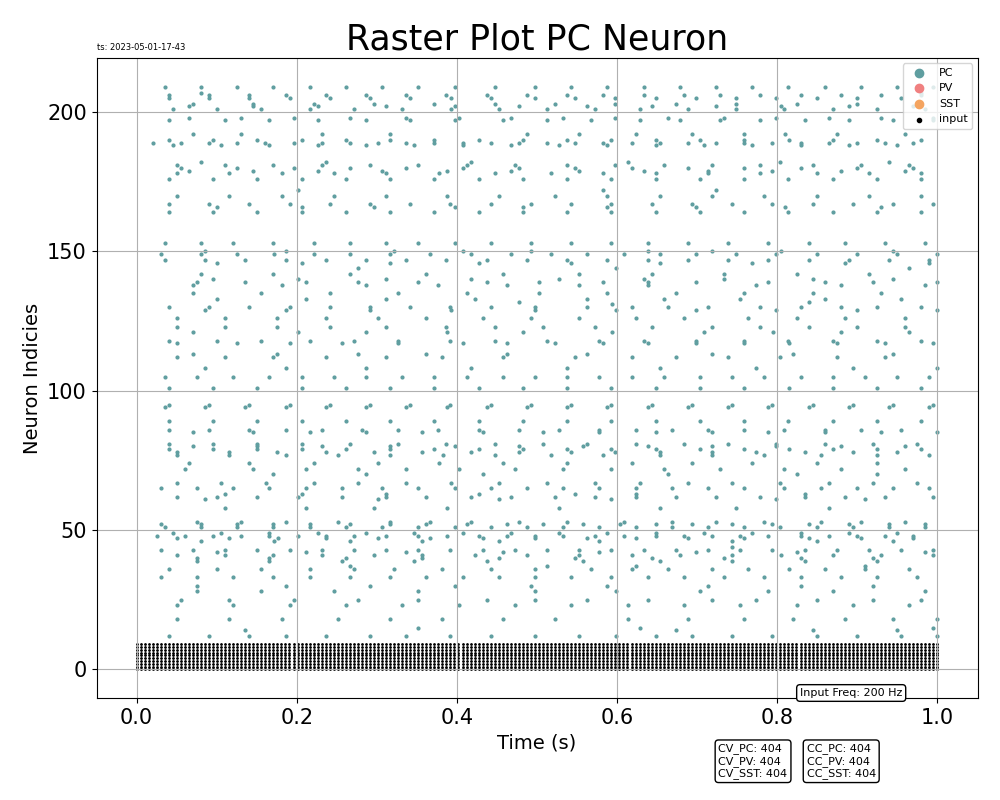 Raster Plot PC Neuron
ts: 2023-05-01-17-43
PC
PV
SST
input
200
150
100
50
0
Neuron Indicies
Input Freq: 200 Hz
0.0 0.2 0.4 0.6 0.8 1.0
Time (s)
CV_PC: 404
CV_PV: 404
CV_SST: 404
CC_PC: 404
CC_PV: 404
CC_SST: 404